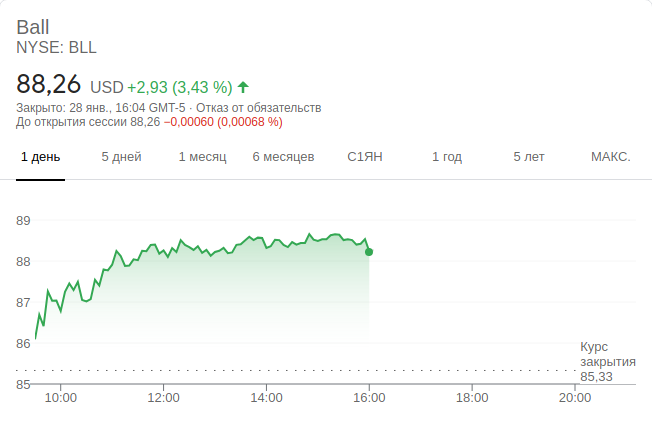 Ball
NYSE: BLL
88,26 USD +2,93 (3,43 %)
Закрыто: 28 янв., 16:04 GMT-5 · Отказ от обязательств
До открытия сессии 88,26 −0,00060 (0,00068 %)
1 день 5 дней 1 месяц 6 месяцев С1ЯН 1 год 5 лет МАКС.
89
88
87
86
Курс
закрытия
85,33
85
10:00 12:00 14:00 16:00 18:00 20:00